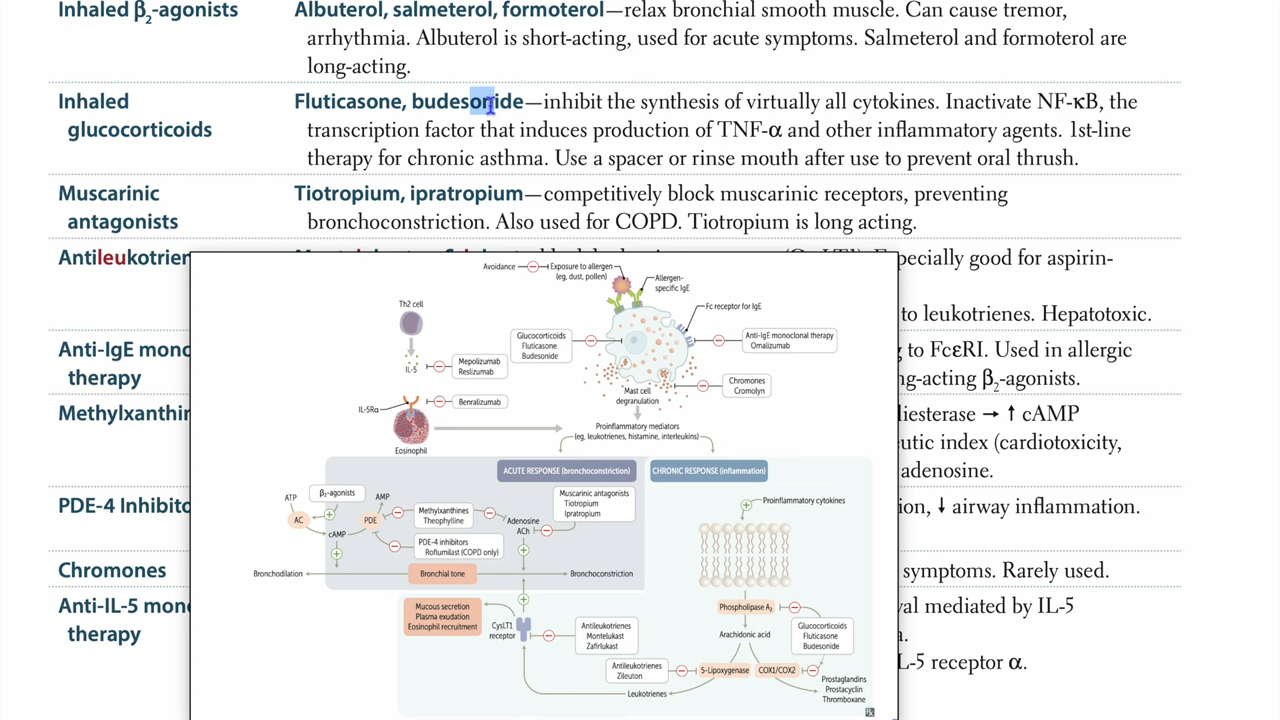 Inhaled β2-agonists
Albuterol, salmeterol, formoterol—relax bronchial smooth muscle. Can cause tremor,
arrhythmia. Albuterol is short-acting, used for acute symptoms. Salmeterol and formoterol are
long-acting.
Inhaled
glucocorticoids
Fluticasone, budesonide—inhibit the synthesis of virtually all cytokines. Inactivate NF-κB, the
transcription factor that induces production of TNF-α and other inflammatory agents. 1st-line
therapy for chronic asthma. Use a spacer or rinse mouth after use to prevent oral thrush.
Muscarinic
antagonists
Tiotropium, ipratropium—competitively block muscarinic receptors, preventing
bronchoconstriction. Also used for COPD. Tiotropium is long acting.
Antileukotrien
pecially good for aspirin-
to leukotrienes. Hepatotoxic.
Anti-IgE mono
therapy
g to FcεRI. Used in allergic
ng-acting β2-agonists.
Methylxanthin
liesterase → ↑ cAMP
eutic index (cardiotoxicity,
adenosine.
PDE-4 Inhibito
ion, ↓ airway inflammation.
Chromones
symptoms. Rarely used.
Anti-IL-5 mono
therapy
val mediated by IL-5
a.
L-5 receptor α.
Avoidance
Exposure to allergen
(eg, dust, pollen)
Allergen-
specific IgE
Fc receptor for IgE
Th2 cell
Glucocorticoids
Fluticasone
Budesonide
Anti-IgE monoclonal therapy
Omalizumab
IL-5
Mepolizumab
Reslizumab
Chromones
Cromolyn
Mast cell
degranulation
IL-5Rα
Benralizumab
Eosinophil
Proinflammatory mediators
(eg, leukotrienes, histamine, interleukins)
ACUTE RESPONSE (bronchoconstriction)
CHRONIC RESPONSE (inflammation)
ATP
β2-agonists
AMP
AC
PDE
cAMP
Methylxanthines
Theophylline
PDE-4 inhibitors
Roflumilast (COPD only)
Muscarinic antagonists
Tiotropium
Ipratropium
Adenosine
ACh
Proinflammatory cytokines
Bronchodilation
Bronchial tone
Bronchoconstriction
Mucous secretion
Plasma exudation
Eosinophil recruitment
CysLT1
receptor
Antileukotrienes
Montelukast
Zafirlukast
Phospholipase A2
Arachidonic acid
Glucocorticoids
Fluticasone
Budesonide
Antileukotrienes
Zileuton
5-Lipoxygenase
COX1/COX2
Leukotrienes
Prostaglandins
Prostacyclin
Thromboxane